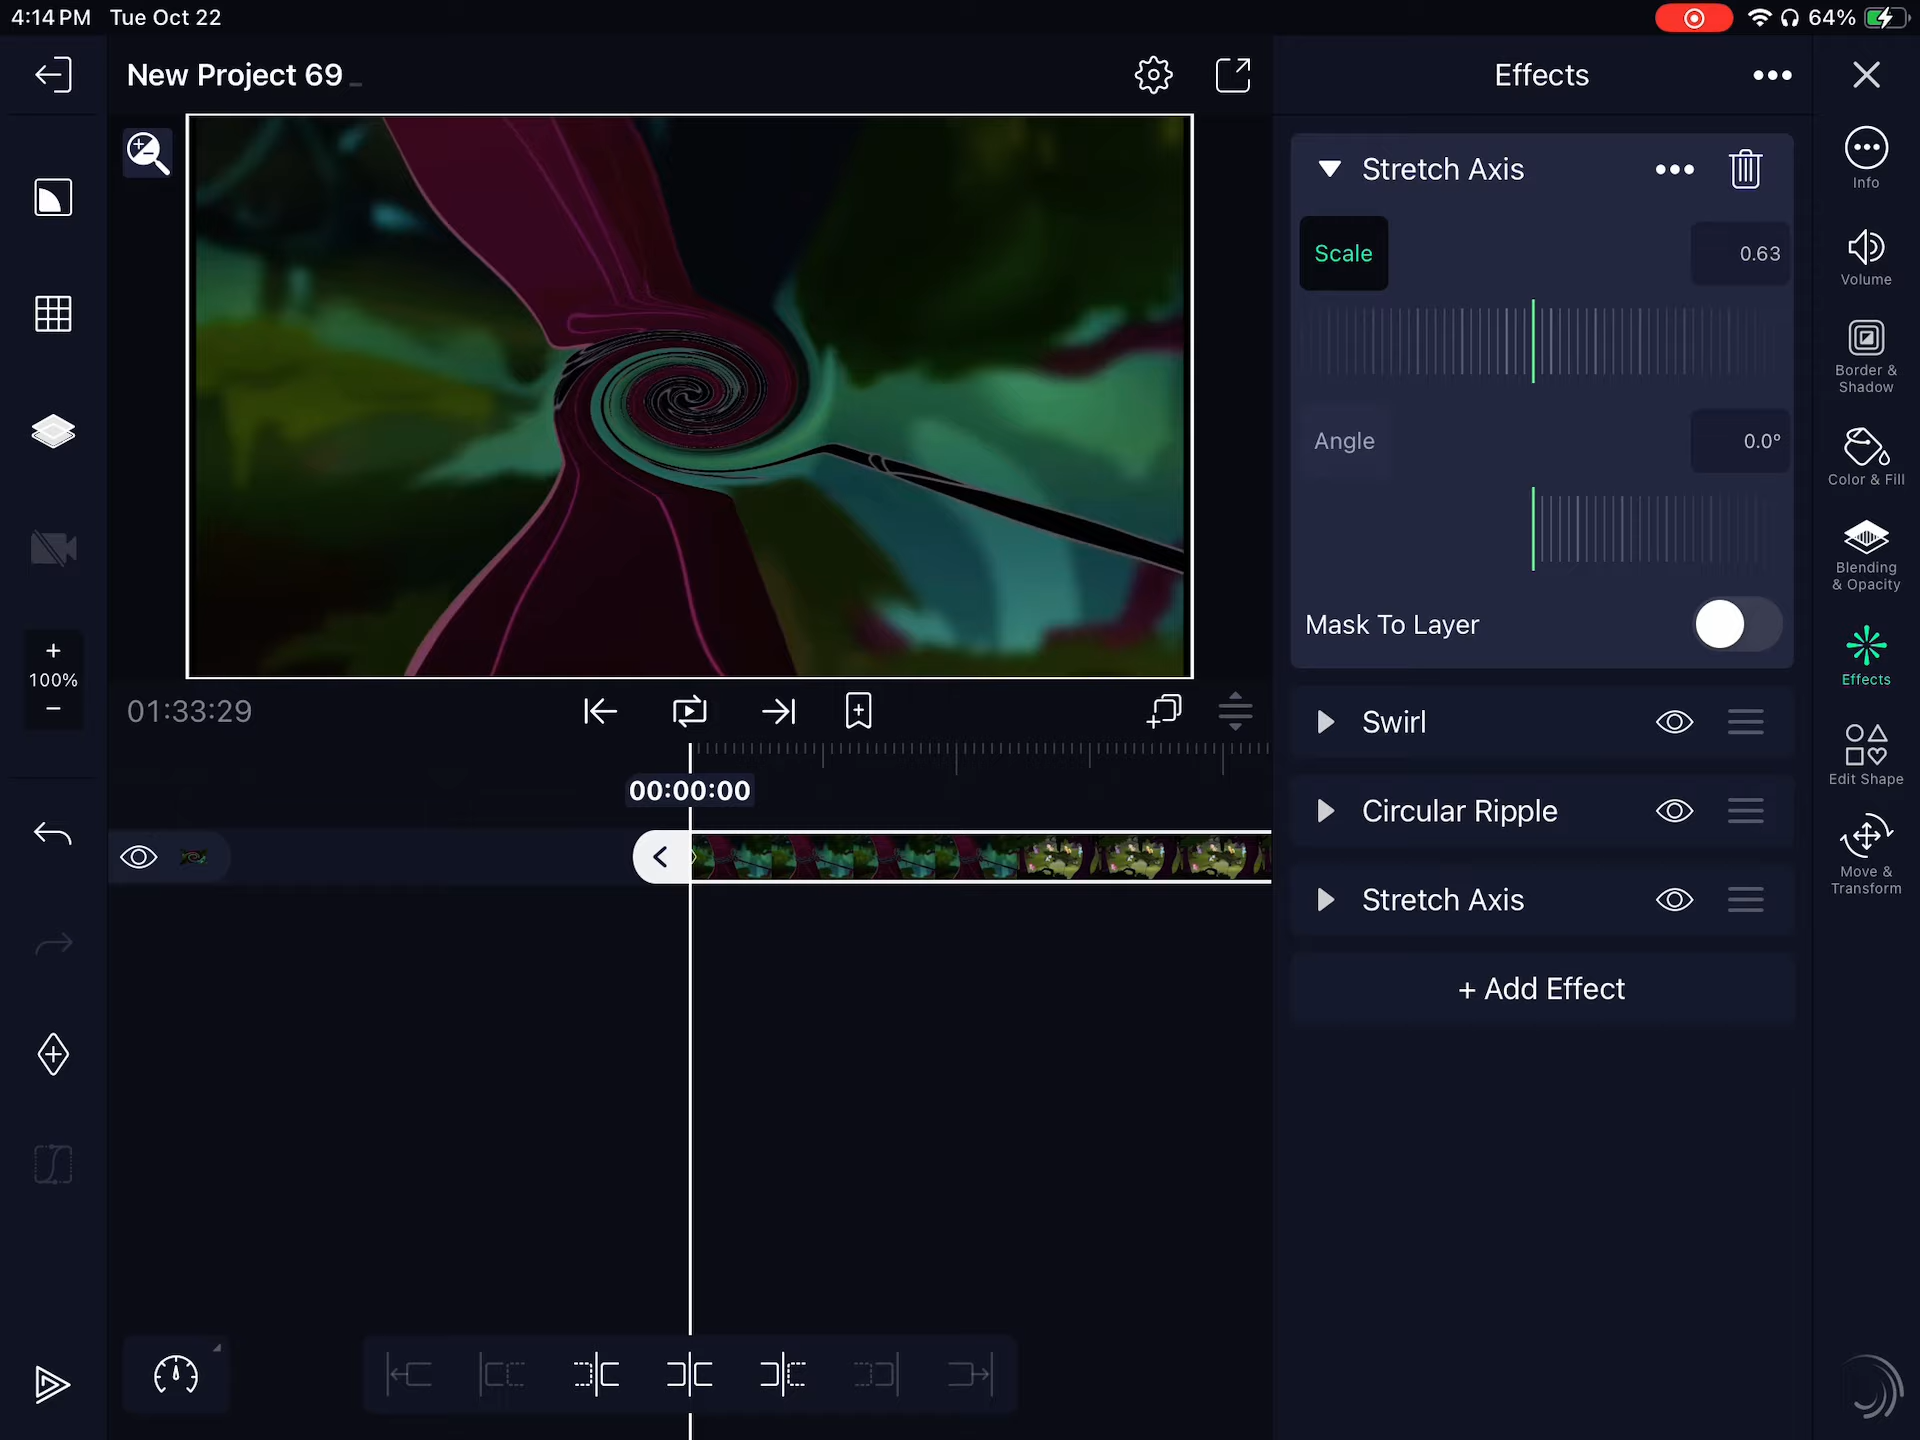 4:14 PM Tue Oct 22
64%
New Project 69
Effects
Info
Stretch Axis
Scale
0.63
Volume
Border &
Shadow
Angle
0.0°
Color & Fill
Blending
& Opacity
Mask To Layer
Effects
100%
01:33:29
Swirl
Edit Shape
00:00:00
Circular Ripple
Move &
Transform
Stretch Axis
+ Add Effect